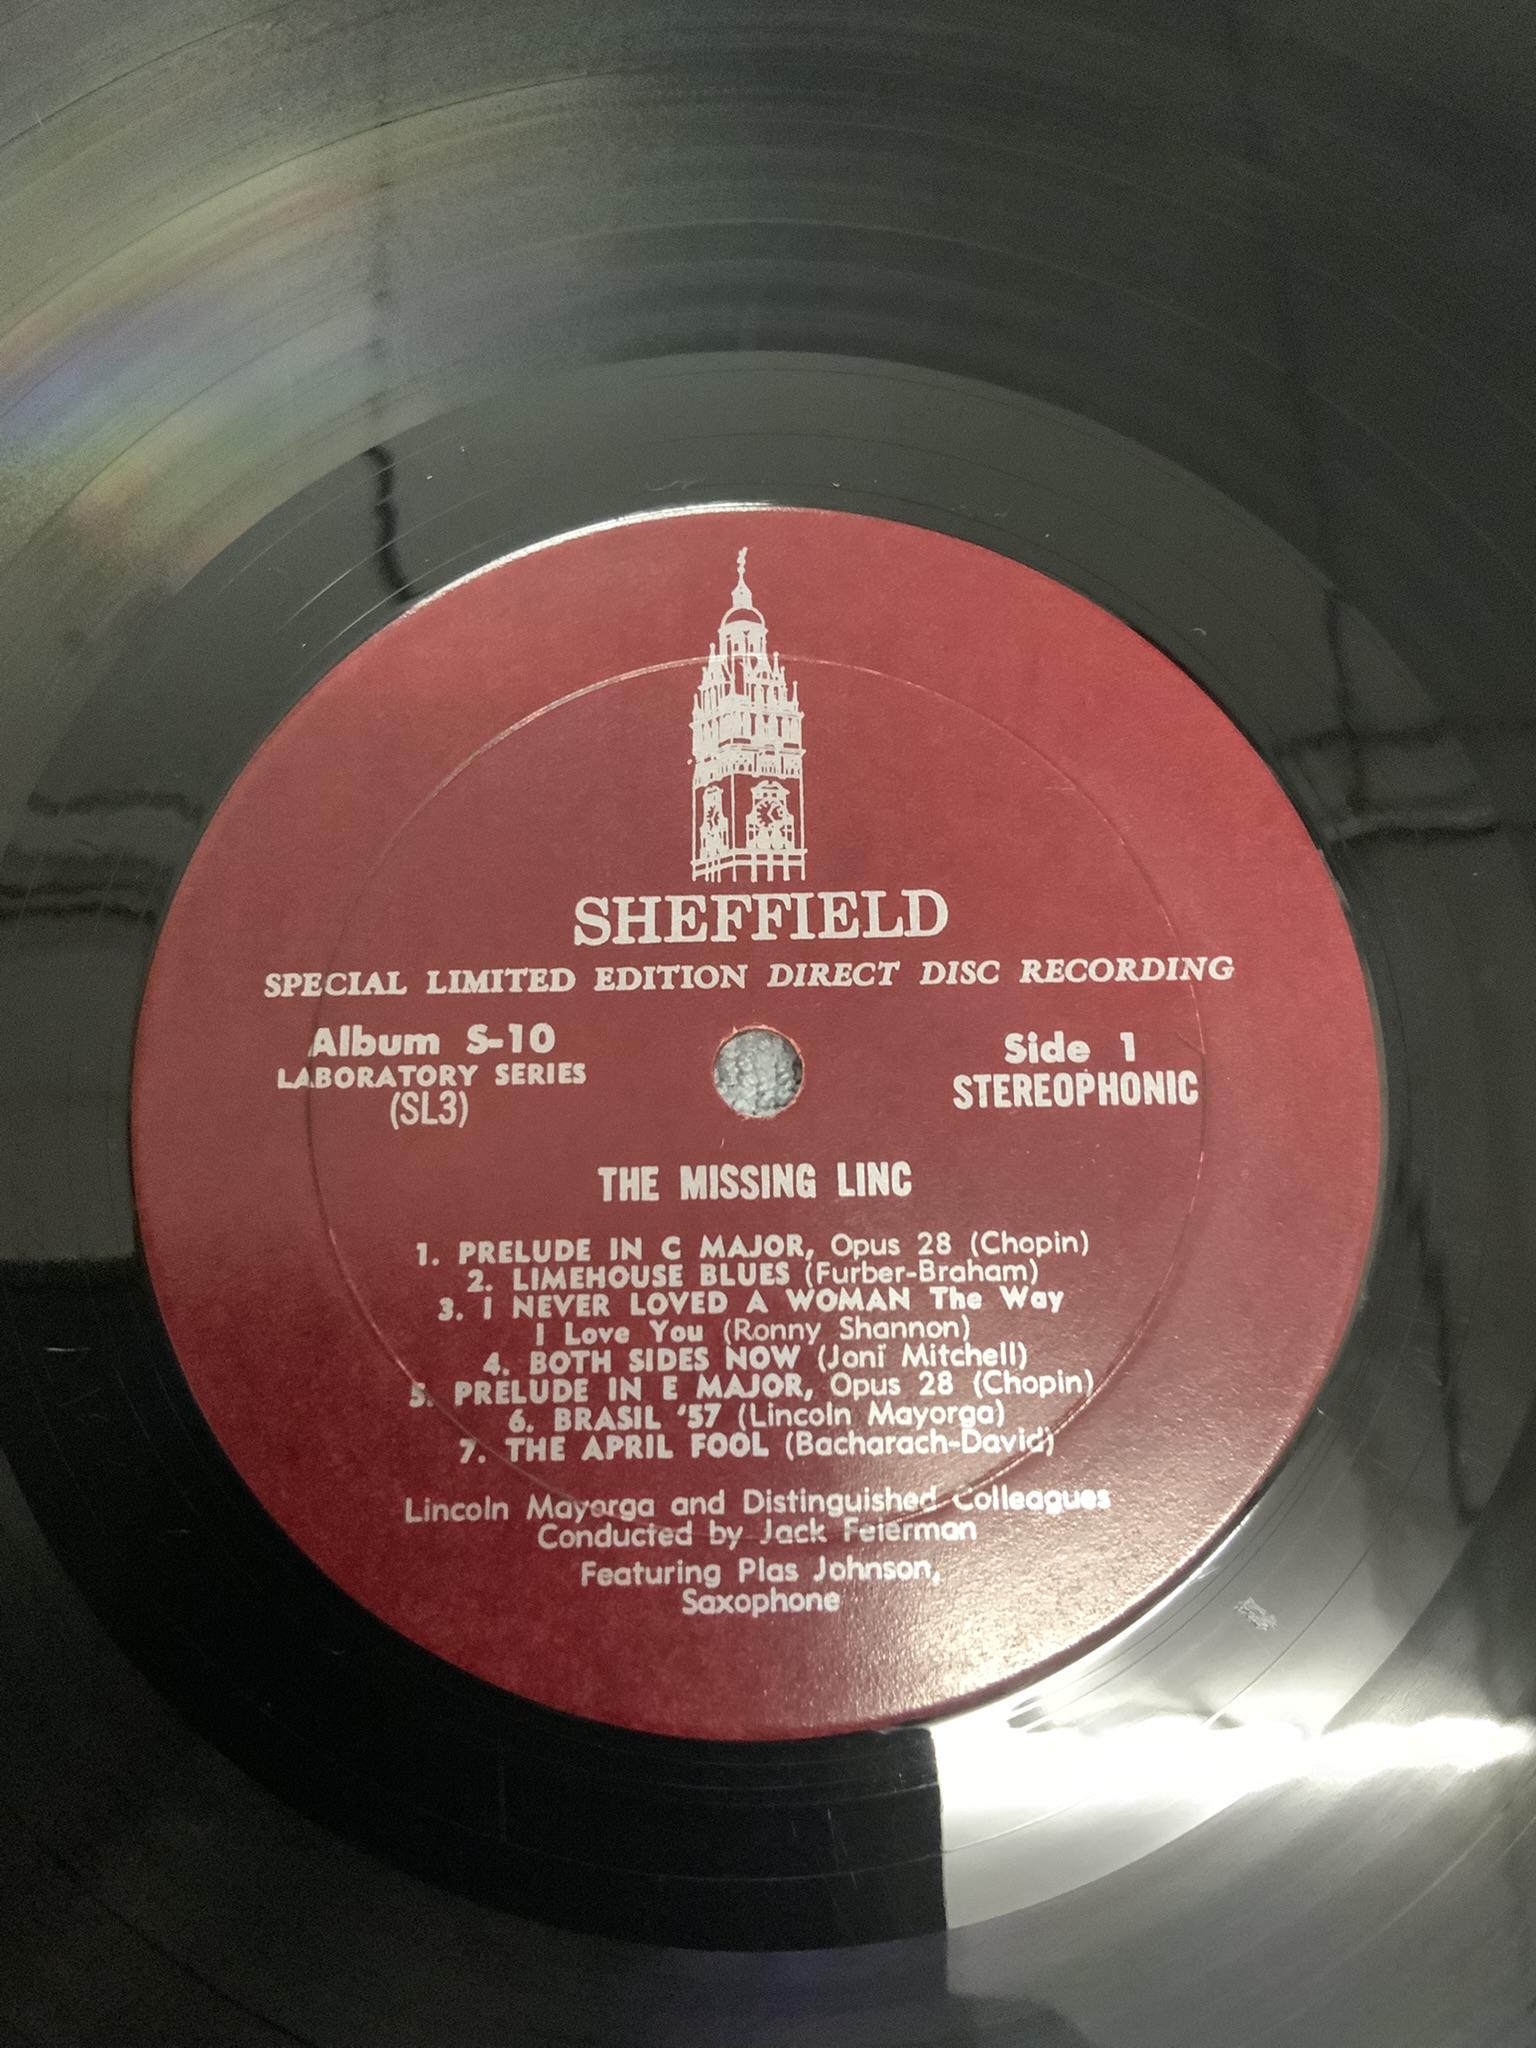 SHEFFIELD
SPECIAL LIMITED EDITION DIRECT DISC RECORDING
Album S-10
LABORATORY SERIES
(SL3)
Side 1
STEREOPHONIC
THE MISSING LINC
1. PRELUDE IN C MAJOR, Opus 28 (Chopin)
2. LIMEHOUSE BLUES (Furber-Braham)
3. I NEVER LOVED A WOMAN The Way
I Love You (Ronny Shannon)
4. BOTH SIDES NOW (Joni Mitchell)
5. PRELUDE IN E MAJOR, Opus 28 (Chopin)
6. BRASIL '57 (Lincoln Mayorga)
7. THE APRIL FOOL (Bacharach-David)
Lincoln Mayorga and Distinguished Colleagues
Conducted by Jack Feierman
Featuring Plas Johnson,
Saxophone